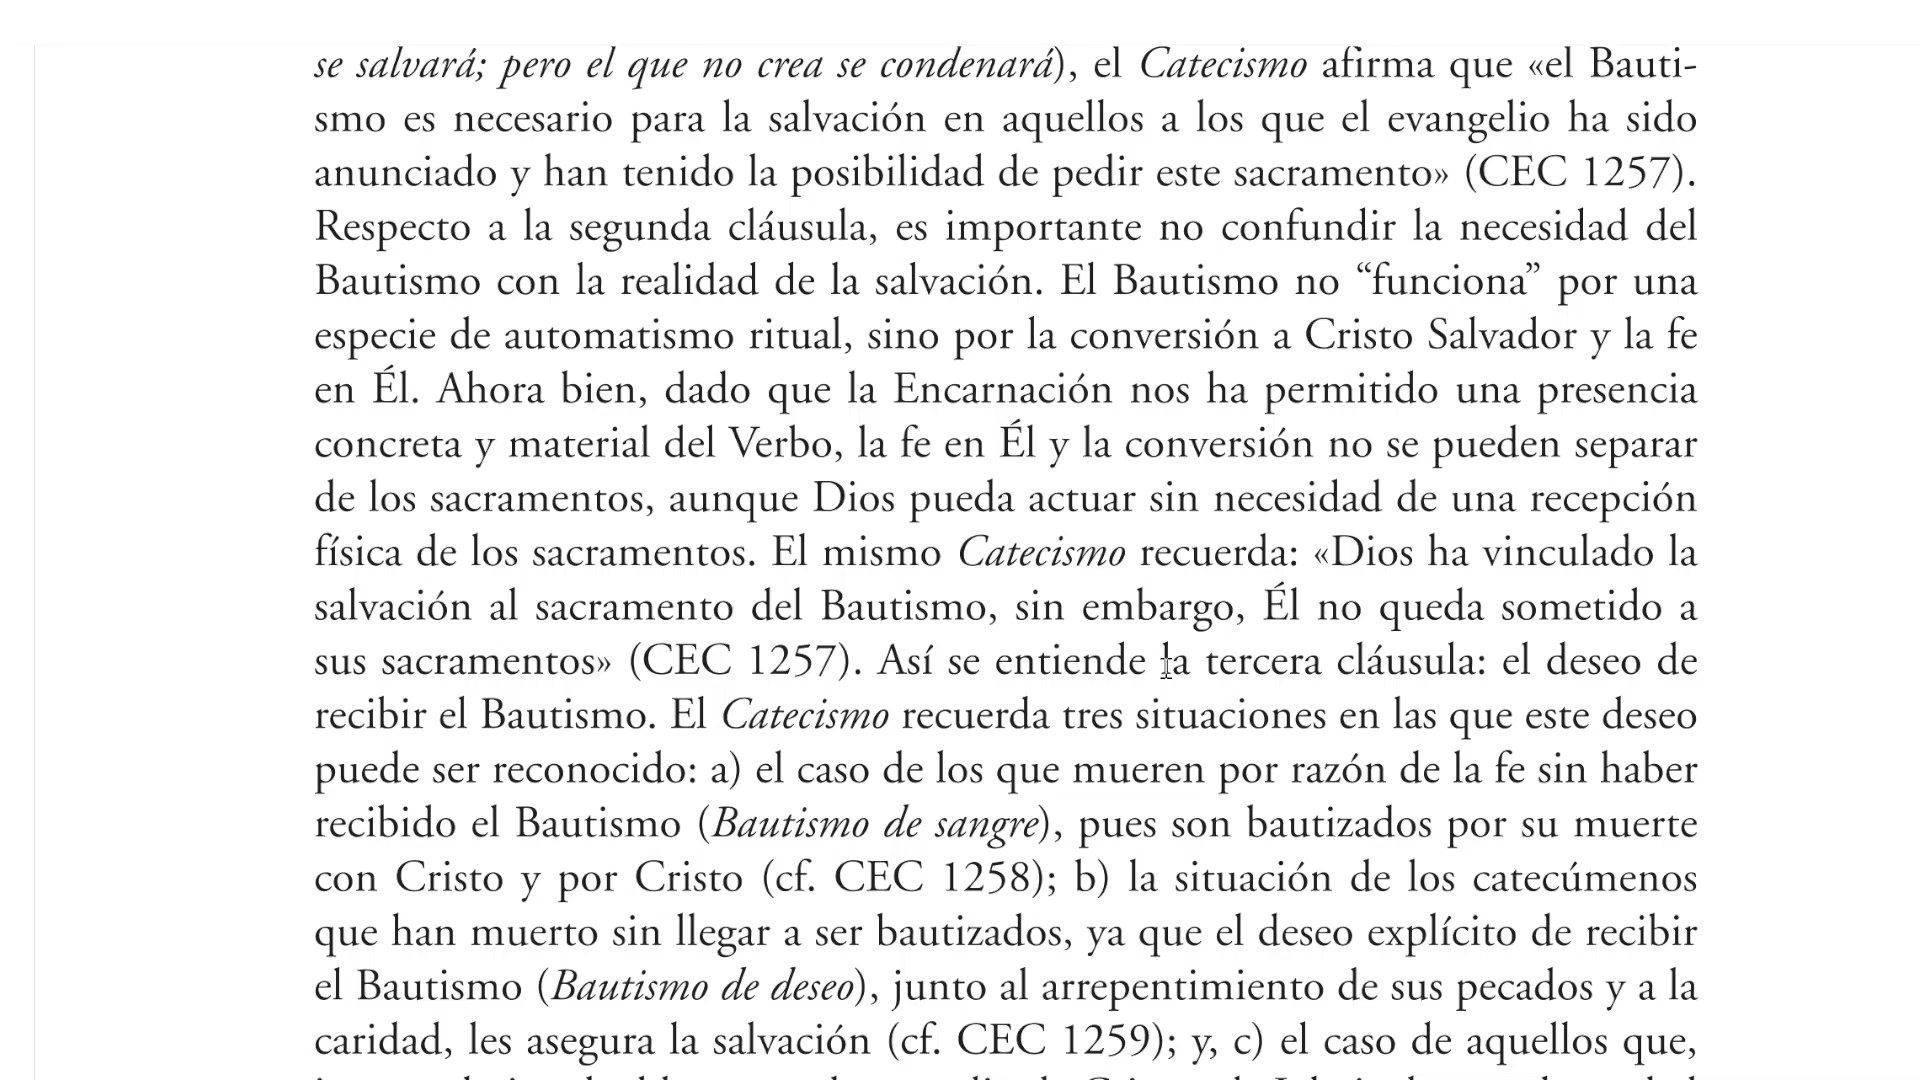 se salvará; pero el que no crea se condenará), el Catecismo afirma que «el Bauti-
smo es necesario para la salvación en aquellos a los que el evangelio ha sido
anunciado y han tenido la posibilidad de pedir este sacramento» (CEC 1257).
Respecto a la segunda cláusula, es importante no confundir la necesidad del
Bautismo con la realidad de la salvación. El Bautismo no “funciona” por una
especie de automatismo ritual, sino por la conversión a Cristo Salvador y la fe
en Él. Ahora bien, dado que la Encarnación nos ha permitido una presencia
concreta y material del Verbo, la fe en Él y la conversión no se pueden separar
de los sacramentos, aunque Dios pueda actuar sin necesidad de una recepción
física de los sacramentos. El mismo Catecismo recuerda: «Dios ha vinculado la
salvación al sacramento del Bautismo, sin embargo, Él no queda sometido a
sus sacramentos» (CEC 1257). Así se entiende la tercera cláusula: el deseo de
recibir el Bautismo. El Catecismo recuerda tres situaciones en las que este deseo
puede ser reconocido: a) el caso de los que mueren por razón de la fe sin haber
recibido el Bautismo (Bautismo de sangre), pues son bautizados por su muerte
con Cristo y por Cristo (cf. CEC 1258); b) la situación de los catecúmenos
que han muerto sin llegar a ser bautizados, ya que el deseo explícito de recibir
el Bautismo (Bautismo de deseo), junto al arrepentimiento de sus pecados y a la
caridad, les asegura la salvación (cf. CEC 1259); y, c) el caso de aquellos que,